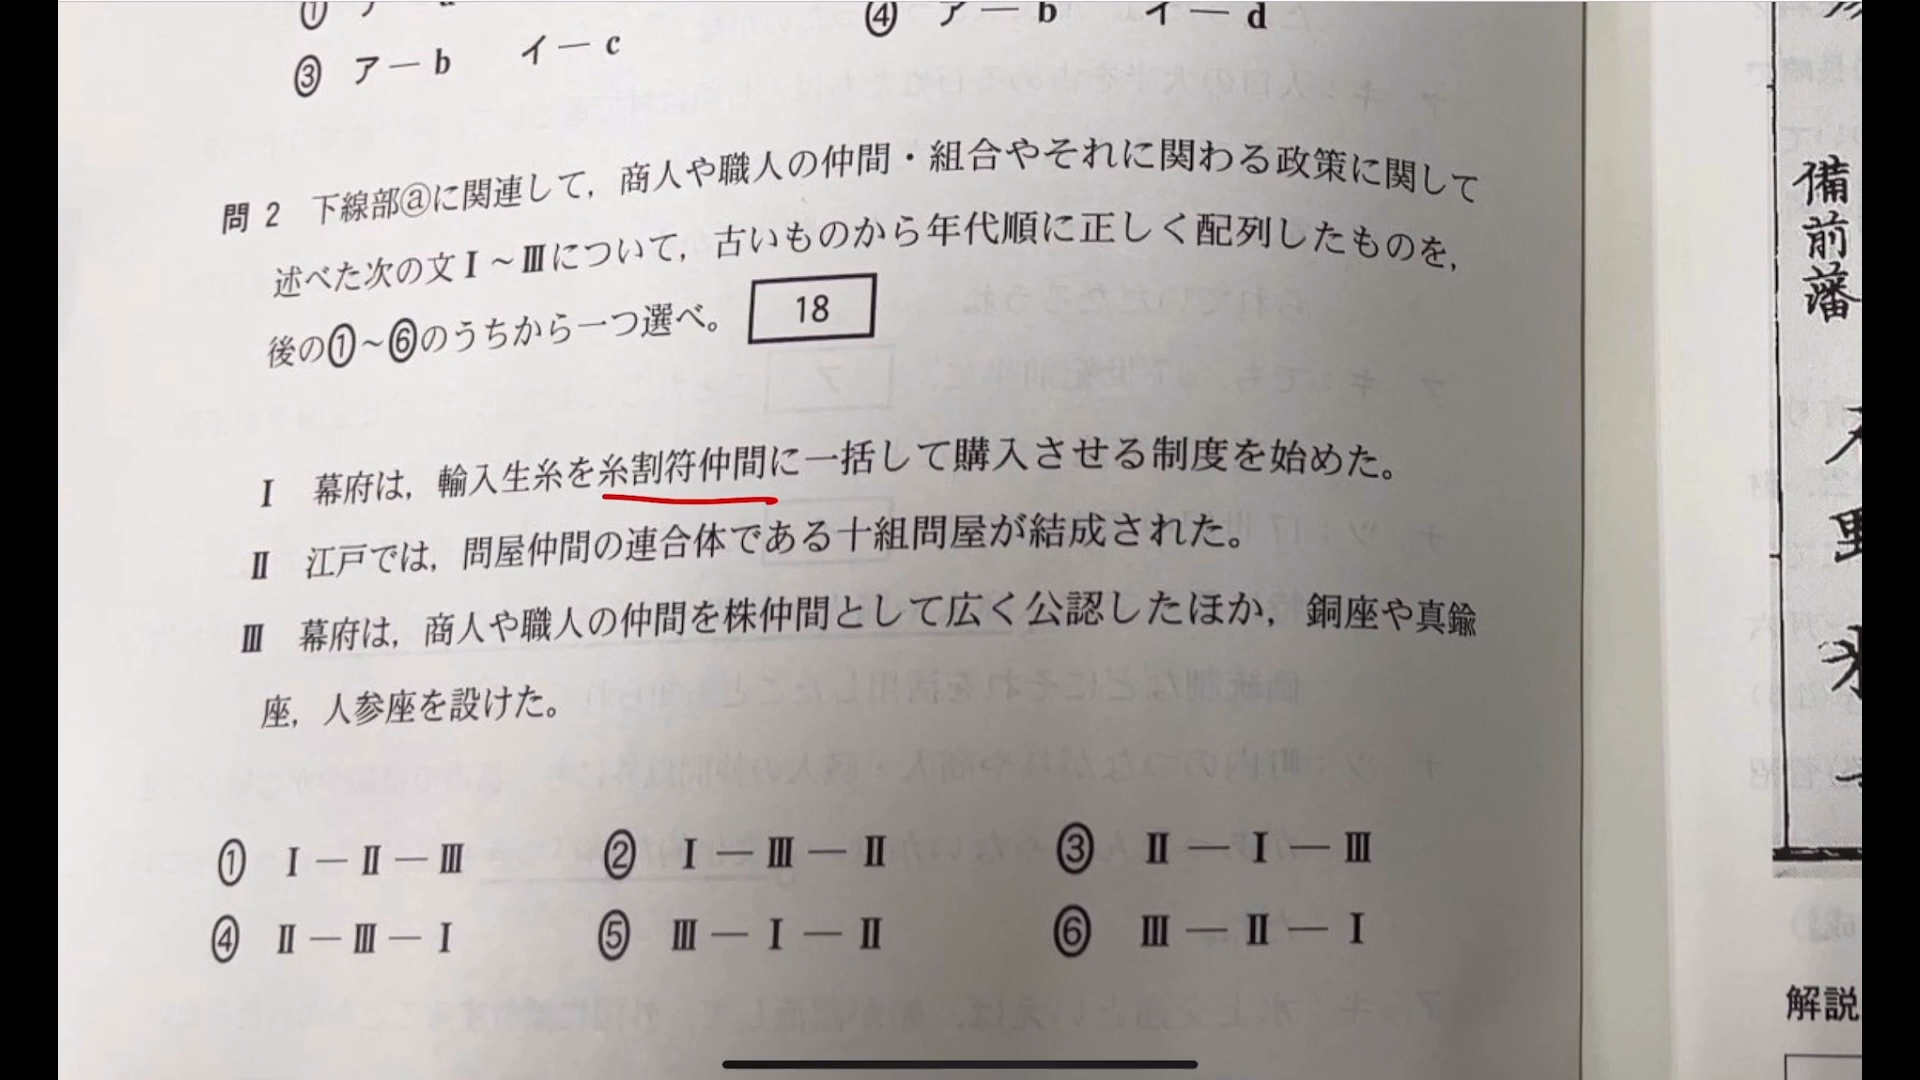 ④ ア—b イ—d
③ ア—b イ—c
問2 下線部ⓐに関連して，商人や職人の仲間・組合やそれに関わる政策に関して
述べた次の文Ⅰ～Ⅲについて，古いものから年代順に正しく配列したものを，
後の①～⑥のうちから一つ選べ。 18
Ⅰ 幕府は，輸入生糸を糸割符仲間に一括して購入させる制度を始めた。
Ⅱ 江戸では，問屋仲間の連合体である十組問屋が結成された。
Ⅲ 幕府は，商人や職人の仲間を株仲間として広く公認したほか，銅座や真鍮
座，人参座を設けた。
① Ⅰ—Ⅱ—Ⅲ ② Ⅰ—Ⅲ—Ⅱ ③ Ⅱ—Ⅰ—Ⅲ
④ Ⅱ—Ⅲ—Ⅰ ⑤ Ⅲ—Ⅰ—Ⅱ ⑥ Ⅲ—Ⅱ—Ⅰ
備前藩
解説